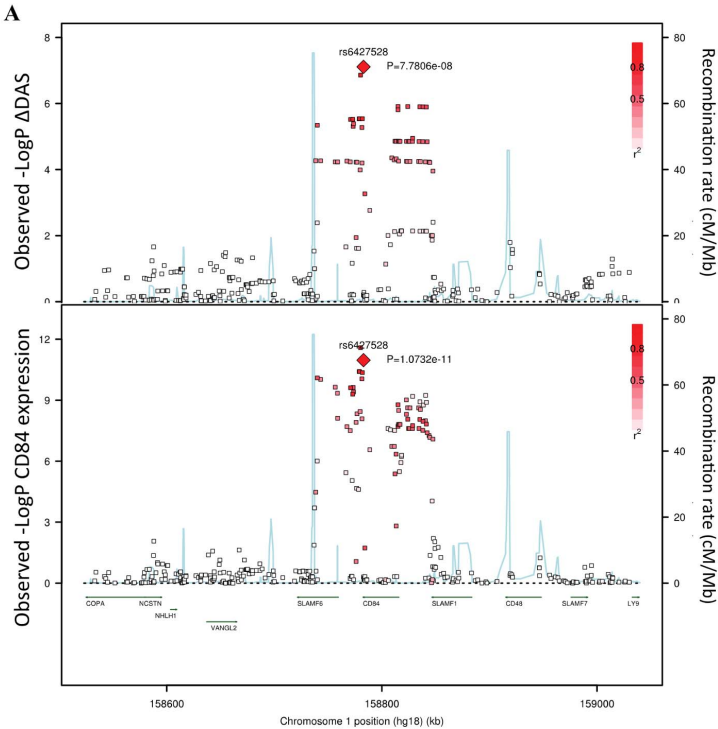 A
8
6
4
2
0
Observed -LogP ΔDAS
rs6427528
P=7.7806e-08
0.8
0.5
r2
80
60
40
20
0
Recombination rate (cM/Mb)
12
9
6
3
0
Observed -LogP CD84 expression
rs6427528
P=1.0732e-11
0.8
0.5
r2
80
60
40
20
0
Recombination rate (cM/Mb)
COPA NCSTN SLAMF6 CD84 SLAMF1 CD48 SLAMF7 LY9
NHLH1
VANGL2
158600 158800 159000
Chromosome 1 position (hg18) (kb)